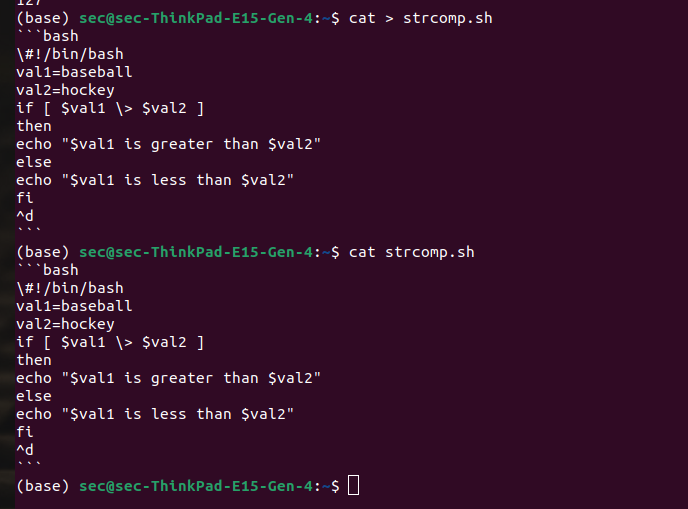 127
(base) sec@sec-ThinkPad-E15-Gen-4:~$ cat > strcomp.sh
```bash
\#!/bin/bash
val1=baseball
val2=hockey
if [ $val1 \> $val2 ]
then
echo "$val1 is greater than $val2"
else
echo "$val1 is less than $val2"
fi
^d
```
(base) sec@sec-ThinkPad-E15-Gen-4:~$ cat strcomp.sh
```bash
\#!/bin/bash
val1=baseball
val2=hockey
if [ $val1 \> $val2 ]
then
echo "$val1 is greater than $val2"
else
echo "$val1 is less than $val2"
fi
^d
```
(base) sec@sec-ThinkPad-E15-Gen-4:~$